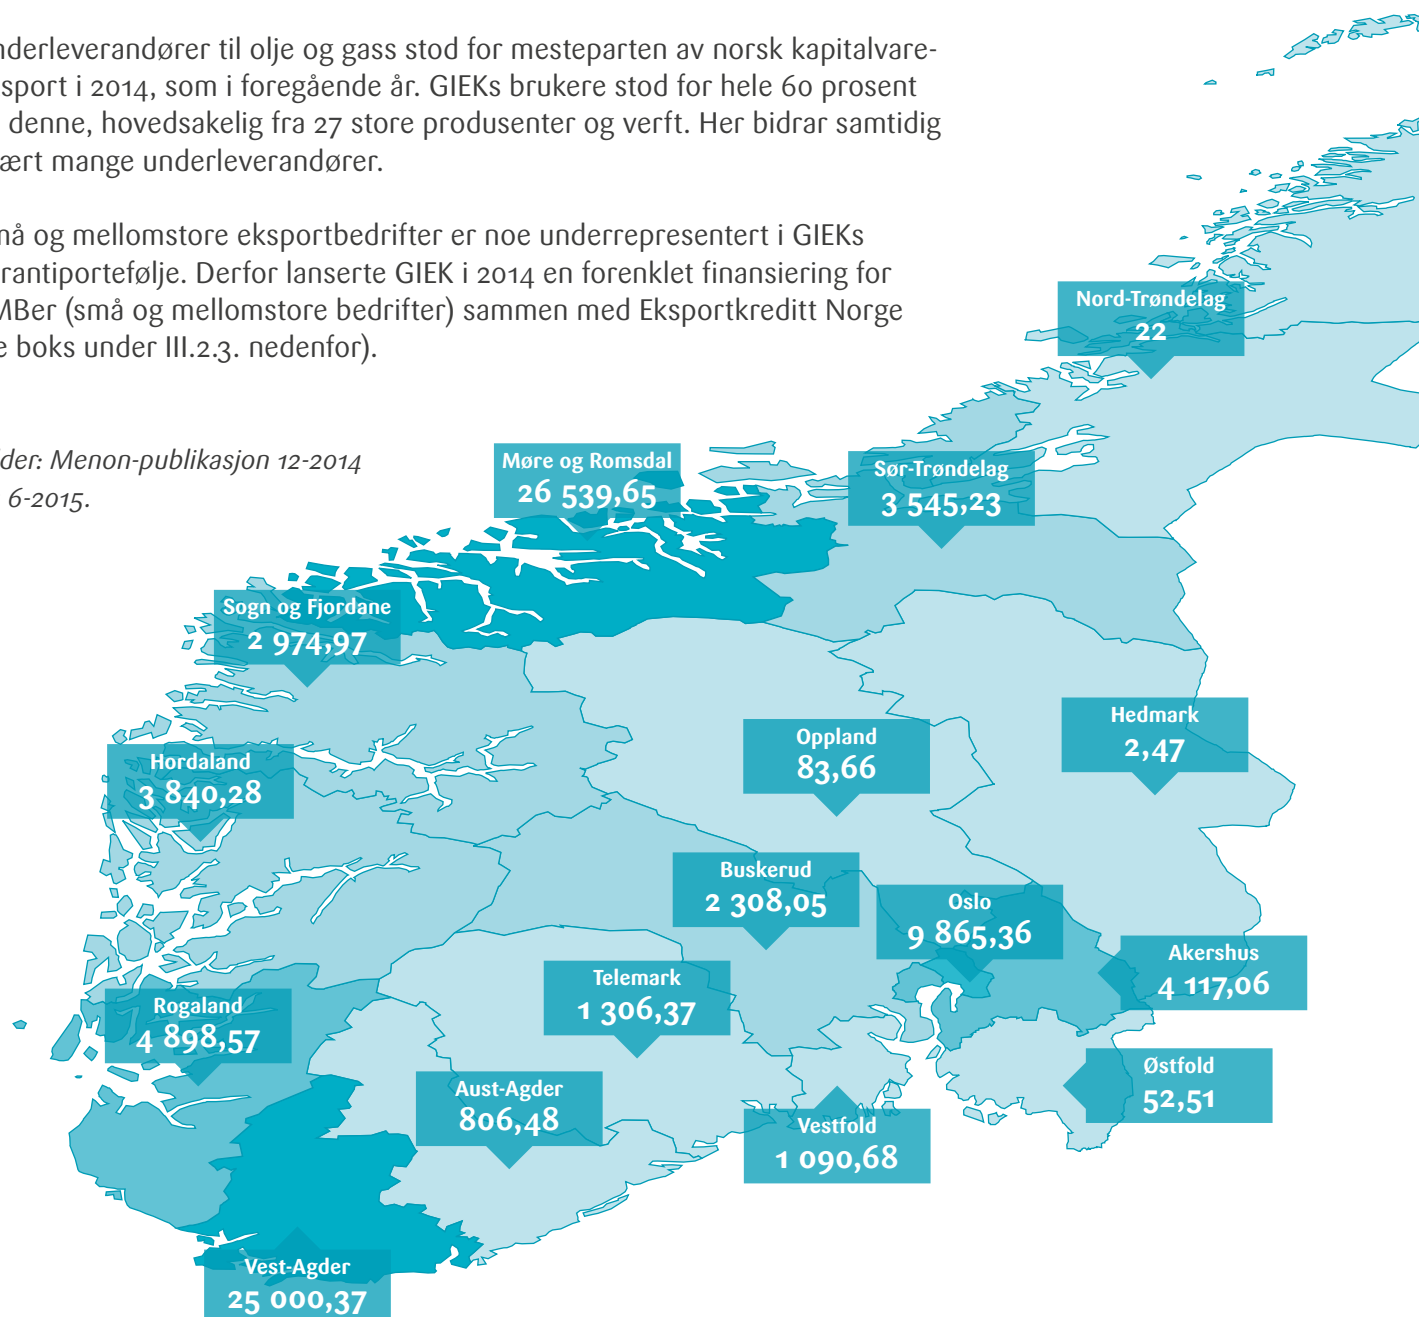 nderleverandører til olje og gass stod for mesteparten av norsk kapitalvare-
sport i 2014, som i foregående år. GIEKs brukere stod for hele 60 prosent
denne, hovedsakelig fra 27 store produsenter og verft. Her bidrar samtidig
ært mange underleverandører.
må og mellomstore eksportbedrifter er noe underrepresentert i GIEKs
rantiportefølje. Derfor lanserte GIEK i 2014 en forenklet finansiering for
MBer (små og mellomstore bedrifter) sammen med Eksportkreditt Norge
e boks under III.2.3. nedenfor).
der: Menon-publikasjon 12-2014
6-2015.
Nord-Trøndelag
22
Møre og Romsdal
26 539,65
Sør-Trøndelag
3 545,23
Sogn og Fjordane
2 974,97
Hedmark
2,47
Oppland
83,66
Hordaland
3 840,28
Buskerud
2 308,05
Oslo
9 865,36
Akershus
4 117,06
Telemark
1 306,37
Rogaland
4 898,57
Østfold
52,51
Aust-Agder
806,48
Vestfold
1 090,68
Vest-Agder
25 000,37